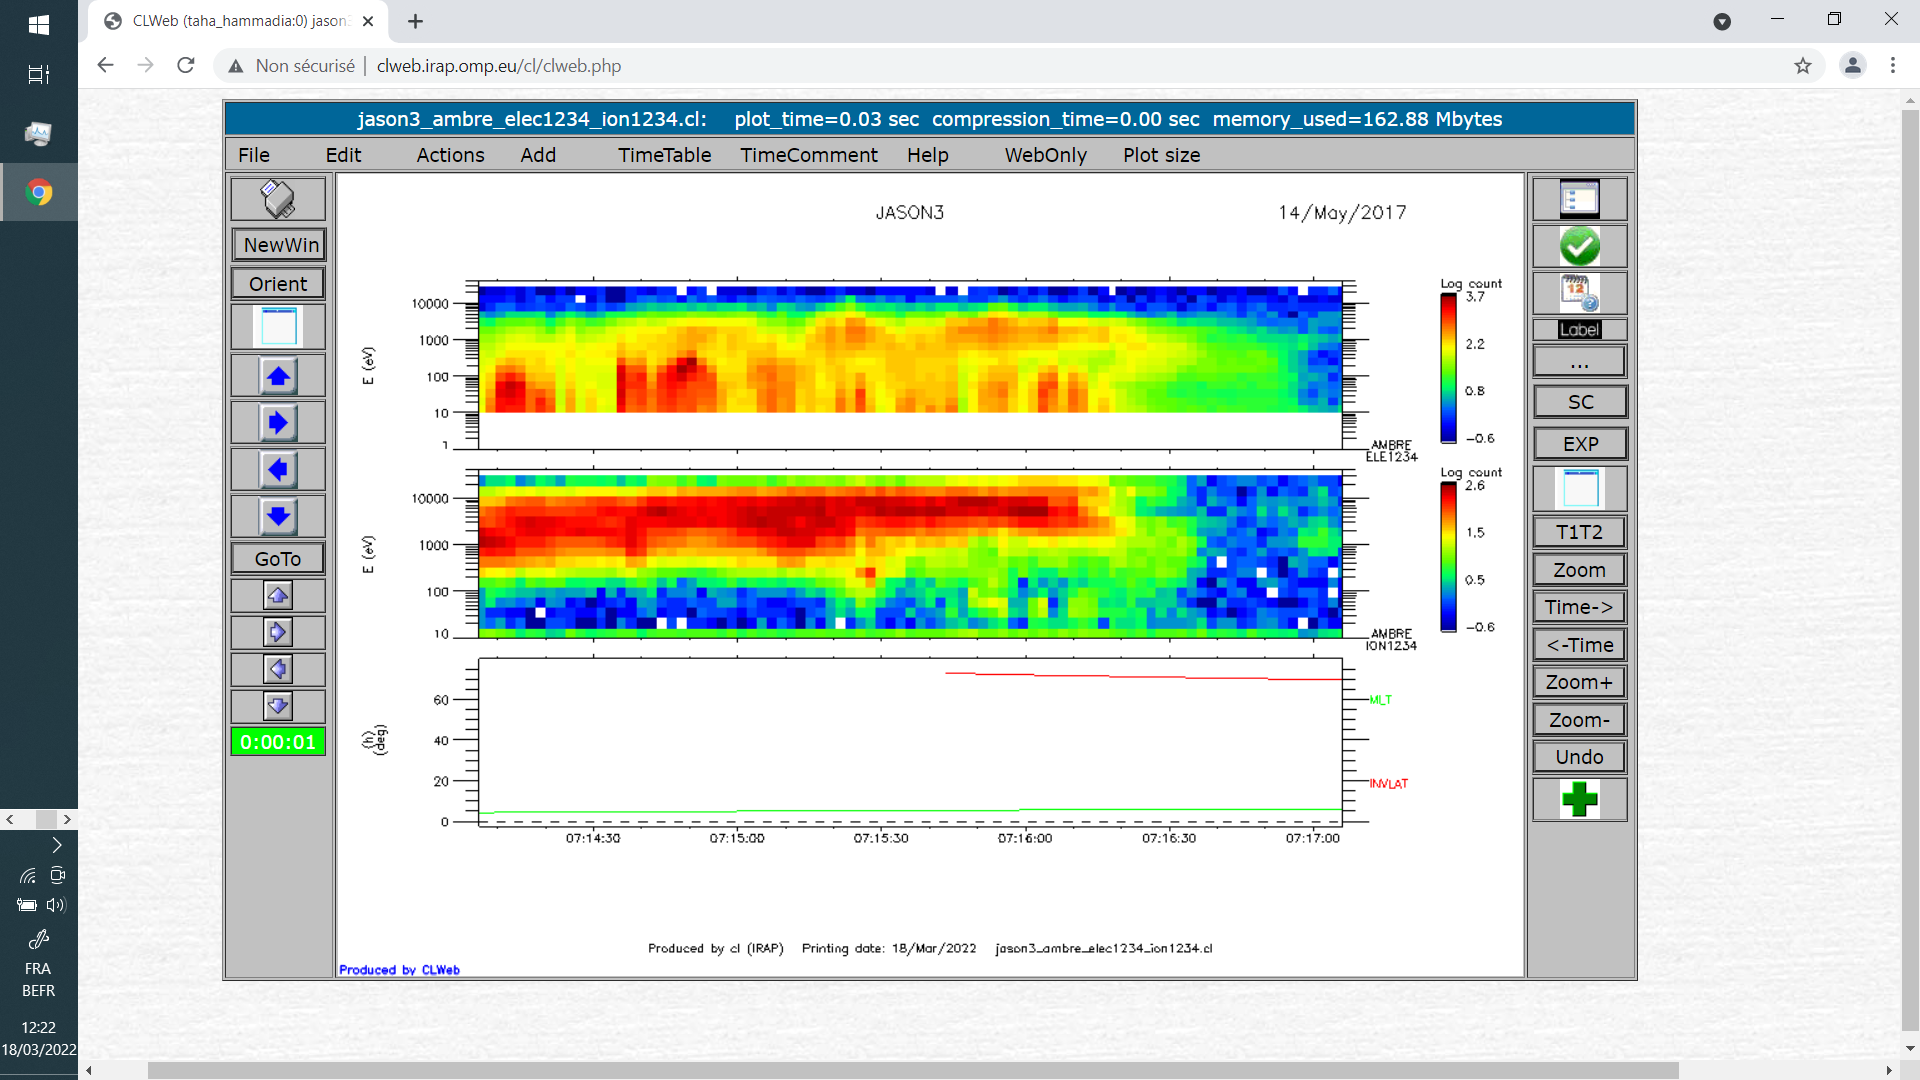 CLWeb (taha_hammadia:0) jason3
Non sécurisé | clweb.irap.omp.eu/cl/clweb.php
jason3_ambre_elec1234_ion1234.cl: plot_time=0.03 sec compression_time=0.00 sec memory_used=162.88 Mbytes
File Edit Actions Add TimeTable TimeComment Help WebOnly Plot size
NewWin
Orient
GoTo
0:00:01
JASON3
14/May/2017
Log count
3.7
2.2
0.8
-0.6
10000
1000
100
10
1
E (eV)
AMBRE
ELE1234
Log count
2.6
1.5
0.5
-0.6
10000
1000
100
10
E (eV)
AMBRE
ION1234
60
40
20
0
(h)
(deg)
MLT
INVLAT
07:14:30 07:15:00 07:15:30 07:16:00 07:16:30 07:17:00
Produced by cl (IRAP) Printing date: 18/Mar/2022 jason3_ambre_elec1234_ion1234.cl
Produced by CLWeb
12
Label
...
SC
EXP
T1T2
Zoom
Time->
<-Time
Zoom+
Zoom-
Undo
FRA
BEFR
12:22
18/03/2022